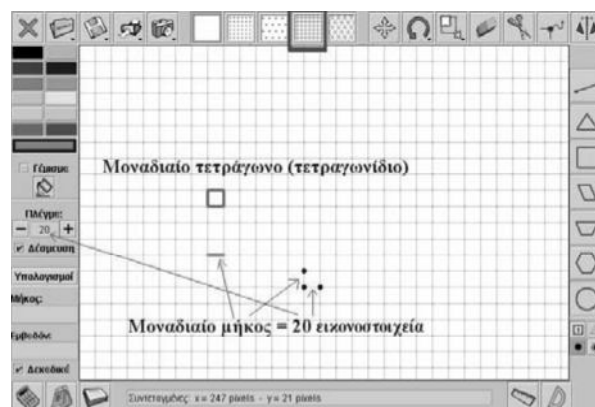 Μοναδιαίο τετράγωνο (τετραγωνίδιο)
Γέμισμα
Πλέγμα:
− 20 +
Δέσμευση
Υπολογισμοί
Μήκος:
Μοναδιαίο μήκος = 20 εικονοστοιχεία
Εμβαδόν:
Δεκαδικά
Συντεταγμένες: x = 247 pixels - y = 21 pixels